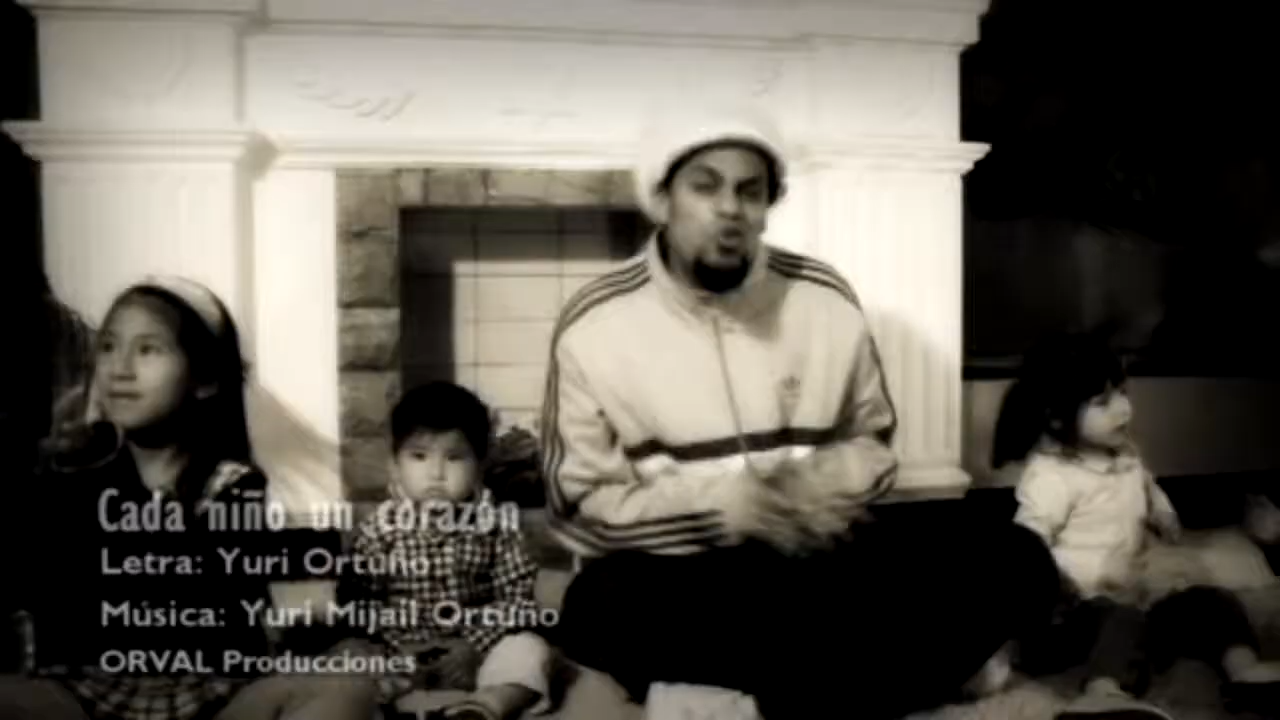 Cada niño un corazón
Letra: Yuri Ortuño
Música: Yuri Mijail Ortuño
ORVAL Producciones